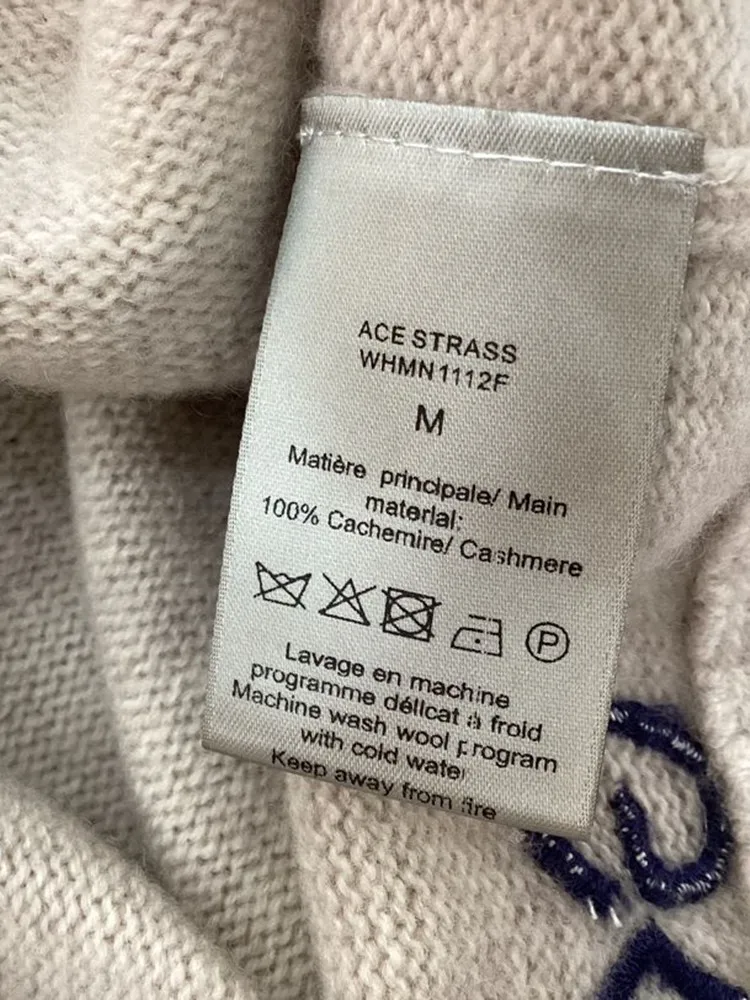 ACE STRASS
WHMN1112F
M
Matière principale/ Main
material:
100% Cachemire/ Cashmere
P
Lavage en machine
programme délicat à froid
Machine wash wool program
with cold water
Keep away from fire